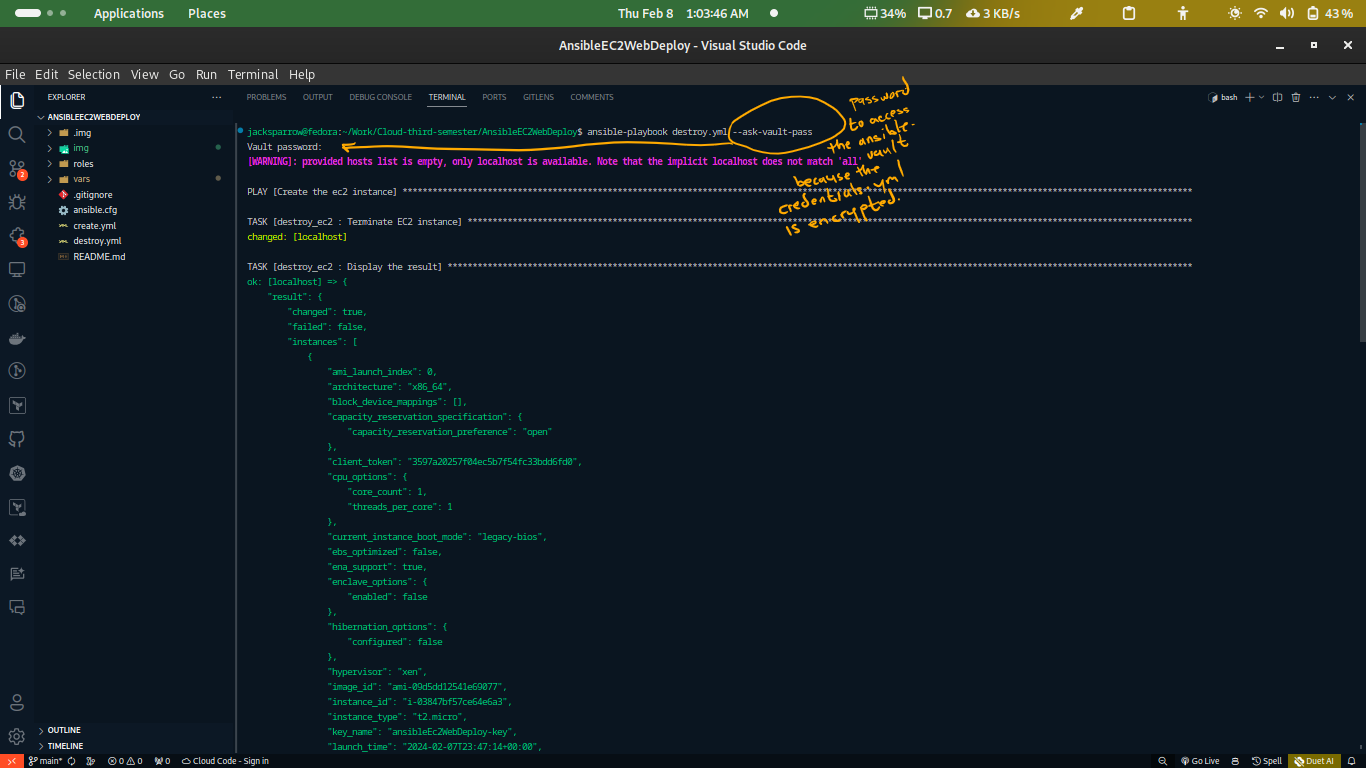 Applications Places Thu Feb 8 1:03:46 AM 34% 0.7 3 KB/s 43 %
AnsibleEC2WebDeploy - Visual Studio Code
File Edit Selection View Go Run Terminal Help
EXPLORER ···
PROBLEMS OUTPUT DEBUG CONSOLE TERMINAL PORTS GITLENS COMMENTS bash
ANSIBLEEC2WEBDEPLOY
.img
img
roles
vars
.gitignore
ansible.cfg
create.yml
destroy.yml
README.md
OUTLINE
TIMELINE
2
3
jacksparrow@fedora:~/Work/Cloud-third-semester/AnsibleEC2WebDeploy$ ansible-playbook destroy.yml --ask-vault-pass
Vault password:
[WARNING]: provided hosts list is empty, only localhost is available. Note that the implicit localhost does not match 'all'
Password
to access
the ansible-
vault
because the
credentials.yml
is encrypted.
PLAY [Create the ec2 instance] ****************************************************************
TASK [destroy_ec2 : Terminate EC2 instance] ****************************************************************
changed: [localhost]
TASK [destroy_ec2 : Display the result] ****************************************************************
ok: [localhost] => {
"result": {
"changed": true,
"failed": false,
"instances": [
{
"ami_launch_index": 0,
"architecture": "x86_64",
"block_device_mappings": [],
"capacity_reservation_specification": {
"capacity_reservation_preference": "open"
},
"client_token": "3597a20257f04ec5b7f54fc33bdd6fd0",
"cpu_options": {
"core_count": 1,
"threads_per_core": 1
},
"current_instance_boot_mode": "legacy-bios",
"ebs_optimized": false,
"ena_support": true,
"enclave_options": {
"enabled": false
},
"hibernation_options": {
"configured": false
},
"hypervisor": "xen",
"image_id": "ami-09d5dd12541e69077",
"instance_id": "i-03847bf57ce64e6a3",
"instance_type": "t2.micro",
"key_name": "ansibleEc2WebDeploy-key",
"launch_time": "2024-02-07T23:47:14+00:00",
main* 0 0 0 Cloud Code - Sign in Go Live Spell Duet AI